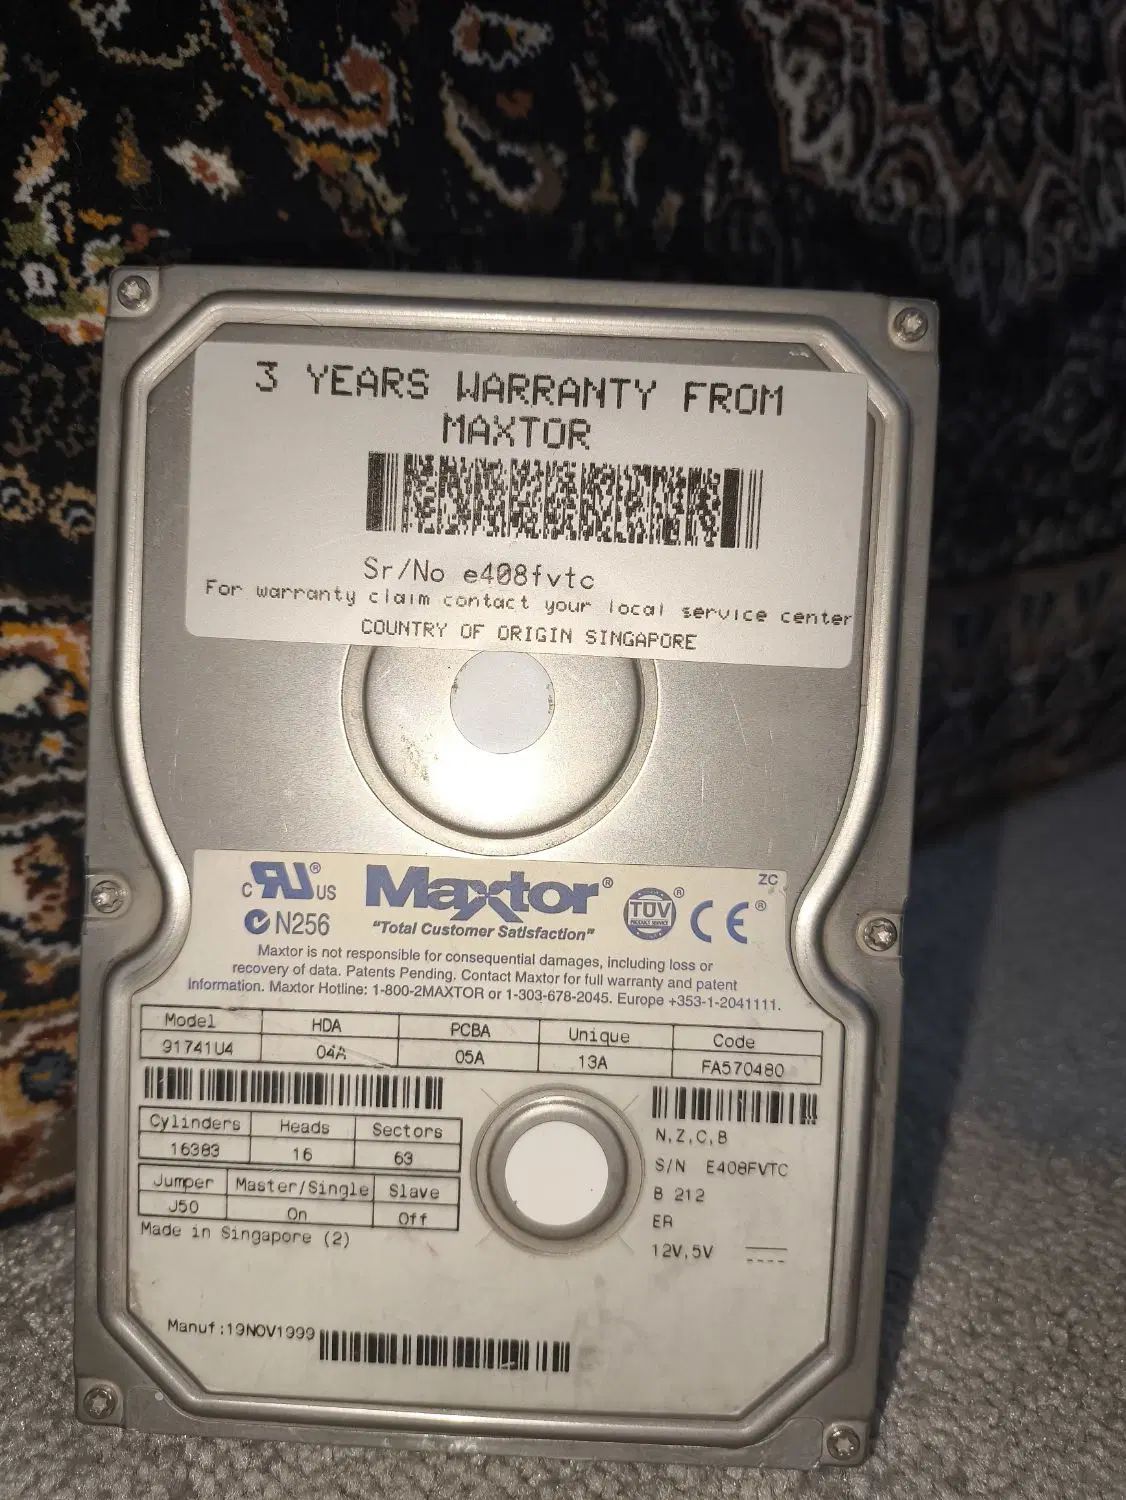 3 YEARS WARRANTY FROM
MAXTOR
Sr/No e408fvtc
For warranty claim contact your local service center
COUNTRY OF ORIGIN SINGAPORE
C RU® US
Maxtor®
TÜV®
PRODUCT SERVICE
CE®
ZC
N256
"Total Customer Satisfaction"
Maxtor is not responsible for consequential damages, including loss or
recovery of data. Patents Pending. Contact Maxtor for full warranty and patent
Information. Maxtor Hotline: 1-800-2MAXTOR or 1-303-678-2045. Europe +353-1-2041111.
Model HDA PCBA Unique Code
91741U4 04A 05A 13A FA570480
Cylinders Heads Sectors
16383 16 63
Jumper Master/Single Slave
J50 On Off
Made in Singapore (2)
N,Z,C,B
S/N E408FVTC
B 212
ER
12V,5V
Manuf:19NOV1999